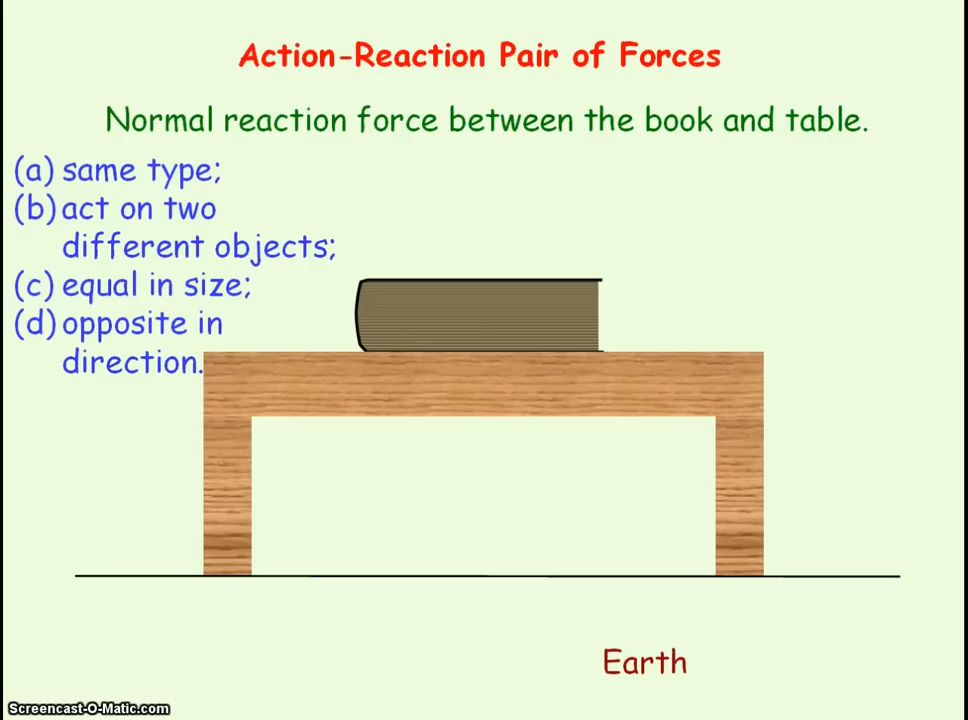 Action-Reaction Pair of Forces
Normal reaction force between the book and table.
(a) same type;
(b) act on two
different objects;
(c) equal in size;
(d) opposite in
direction.
Earth
Screencast-O-Matic.com